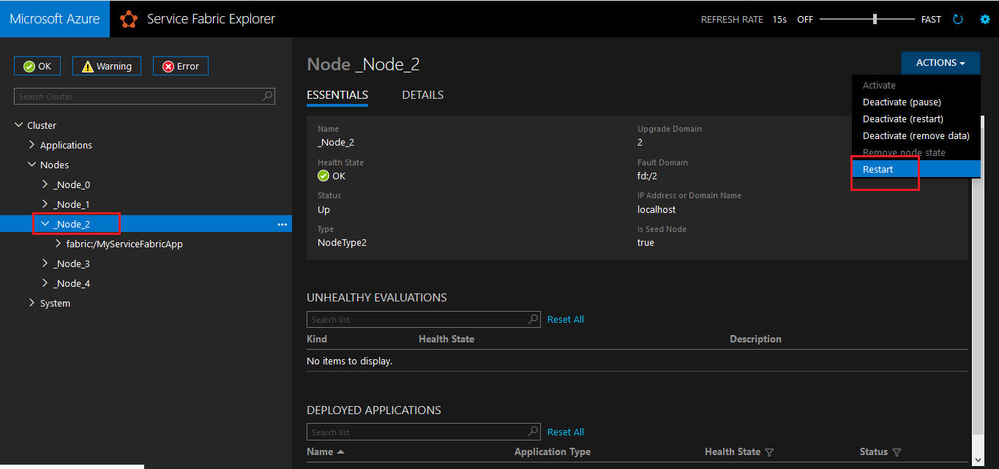 Microsoft Azure Service Fabric Explorer REFRESH RATE 15s OFF FAST
OK Warning Error
Search Cluster
Cluster
Applications
Nodes
_Node_0
_Node_1
_Node_2
fabric:/MyServiceFabricApp
_Node_3
_Node_4
System
Node _Node_2
ACTIONS
Activate
Deactivate (pause)
Deactivate (restart)
Deactivate (remove data)
Remove node state
Restart
ESSENTIALS DETAILS
Name Upgrade Domain
_Node_2 2
Health State Fault Domain
OK fd:/2
Status IP Address or Domain Name
Up localhost
Type Is Seed Node
NodeType2 true
UNHEALTHY EVALUATIONS
Search list Reset All
Kind Health State Description
No items to display.
DEPLOYED APPLICATIONS
Search list Reset All
Name Application Type Health State Status